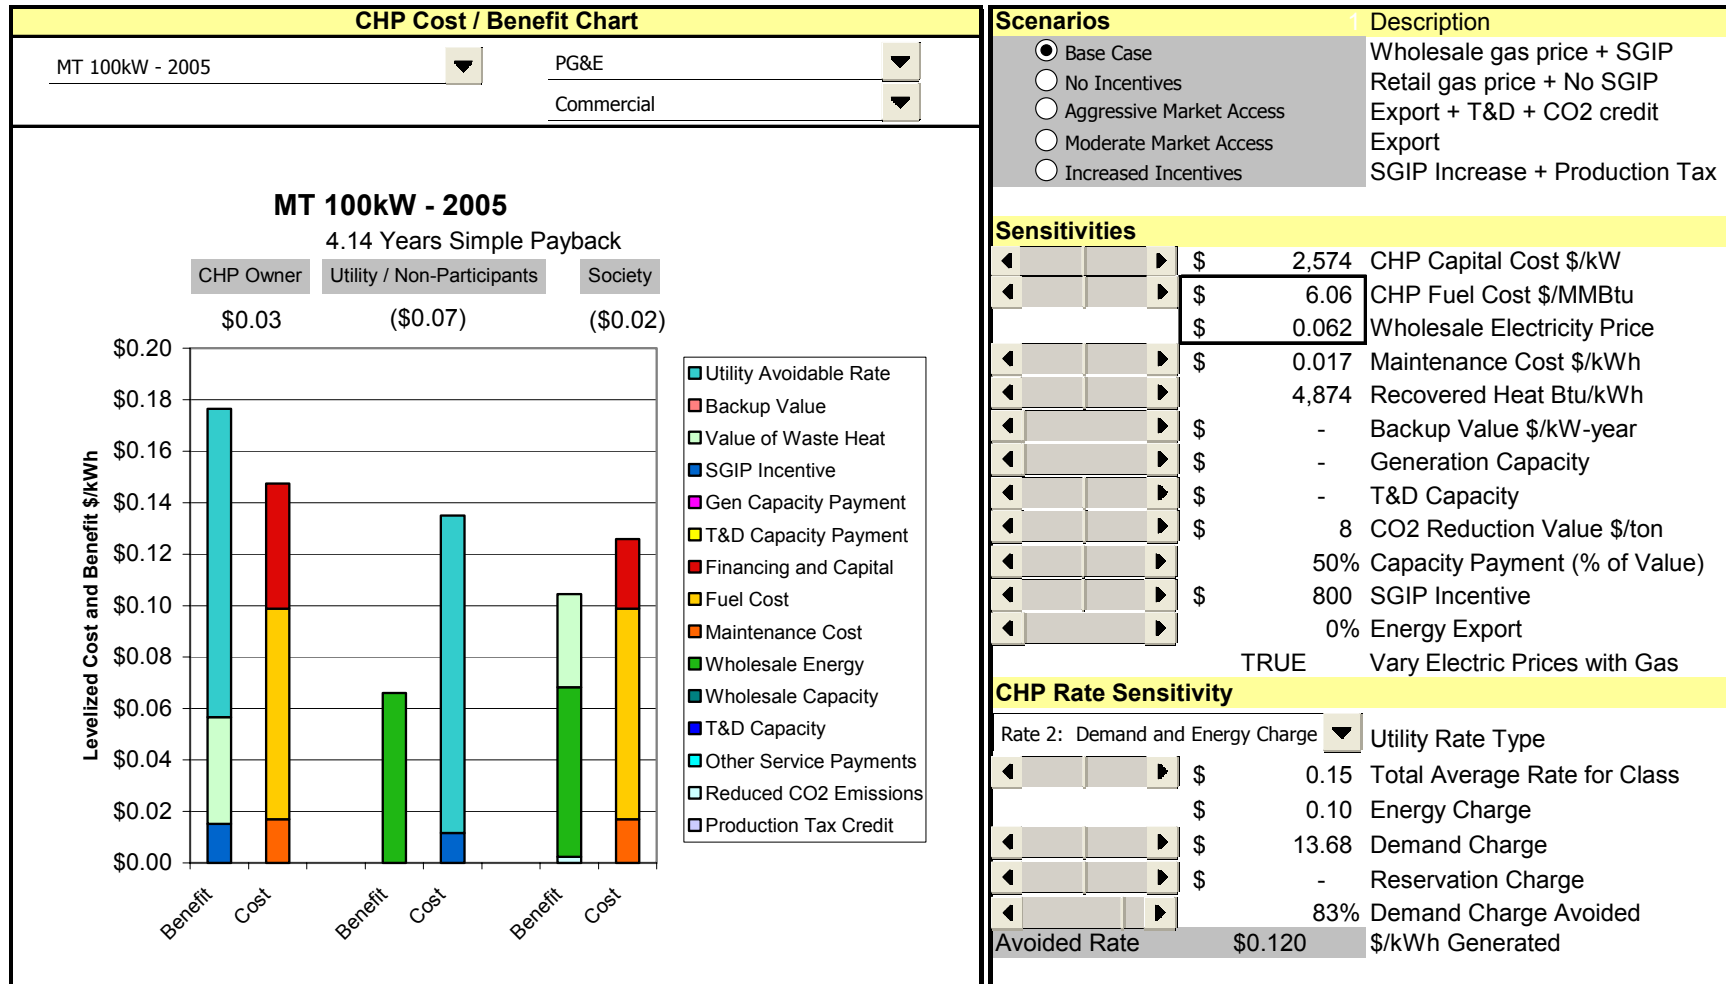 CHP Cost / Benefit Chart
MT 100kW - 2005
PG&E
Commercial
MT 100kW - 2005
4.14 Years Simple Payback
CHP Owner Utility / Non-Participants Society
$0.03 ($0.07) ($0.02)
Levelized Cost and Benefit $/kWh
$0.20
$0.18
$0.16
$0.14
$0.12
$0.10
$0.08
$0.06
$0.04
$0.02
$0.00
Benefit Cost Benefit Cost Benefit Cost
Utility Avoidable Rate
Backup Value
Value of Waste Heat
SGIP Incentive
Gen Capacity Payment
T&D Capacity Payment
Financing and Capital
Fuel Cost
Maintenance Cost
Wholesale Energy
Wholesale Capacity
T&D Capacity
Other Service Payments
Reduced CO2 Emissions
Production Tax Credit
Scenarios 1 Description
Base Case Wholesale gas price + SGIP
No Incentives Retail gas price + No SGIP
Aggressive Market Access Export + T&D + CO2 credit
Moderate Market Access Export
Increased Incentives SGIP Increase + Production Tax
Sensitivities
$ 2,574 CHP Capital Cost $/kW
$ 6.06 CHP Fuel Cost $/MMBtu
$ 0.062 Wholesale Electricity Price
$ 0.017 Maintenance Cost $/kWh
4,874 Recovered Heat Btu/kWh
$ - Backup Value $/kW-year
$ - Generation Capacity
$ - T&D Capacity
$ 8 CO2 Reduction Value $/ton
50% Capacity Payment (% of Value)
$ 800 SGIP Incentive
0% Energy Export
TRUE Vary Electric Prices with Gas
CHP Rate Sensitivity
Rate 2: Demand and Energy Charge Utility Rate Type
$ 0.15 Total Average Rate for Class
$ 0.10 Energy Charge
$ 13.68 Demand Charge
$ - Reservation Charge
83% Demand Charge Avoided
Avoided Rate $0.120 $/kWh Generated